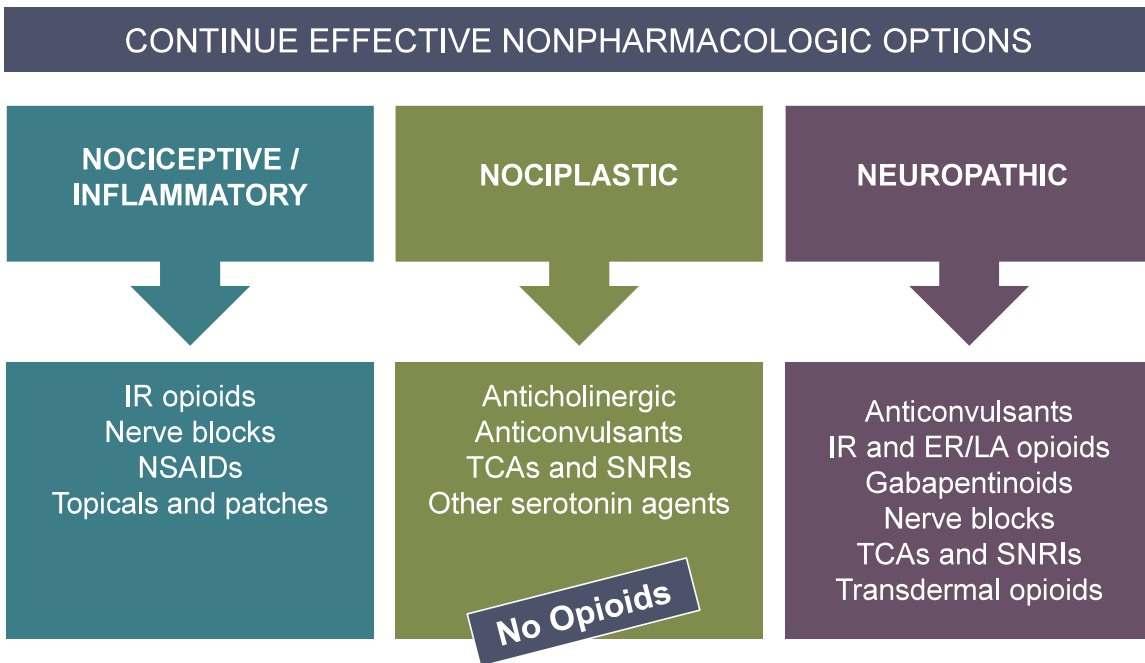 CONTINUE EFFECTIVE NONPHARMACOLOGIC OPTIONS
NOCICEPTIVE /
INFLAMMATORY
IR opioids
Nerve blocks
NSAIDs
Topicals and patches
NOCIPLASTIC
Anticholinergic
Anticonvulsants
TCAs and SNRIs
Other serotonin agents
No Opioids
NEUROPATHIC
Anticonvulsants
IR and ER/LA opioids
Gabapentinoids
Nerve blocks
TCAs and SNRIs
Transdermal opioids